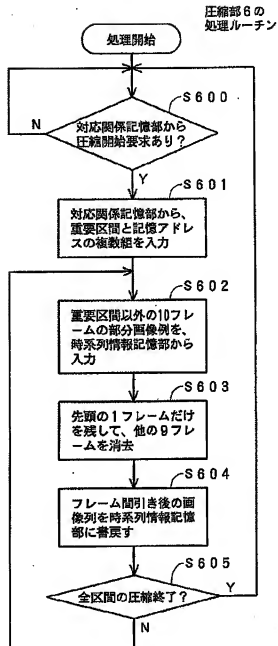 圧縮部6の
処理ルーチン
処理開始
S600
N
対応関係記憶部から
圧縮開始要求あり?
Y
S601
対応関係記憶部から、
重要区間と記憶アドレ
スの複数組を入力
S602
重要区間以外の10フレ
ームの部分画像例を、
時系列情報記憶部から
入力
S603
先頭の1フレームだけ
を残して、他の9フレ
ームを消去
S604
フレーム間引き後の画
像列を時系列情報記憶
部に書戻す
S605
全区間の圧縮終了?
Y
N